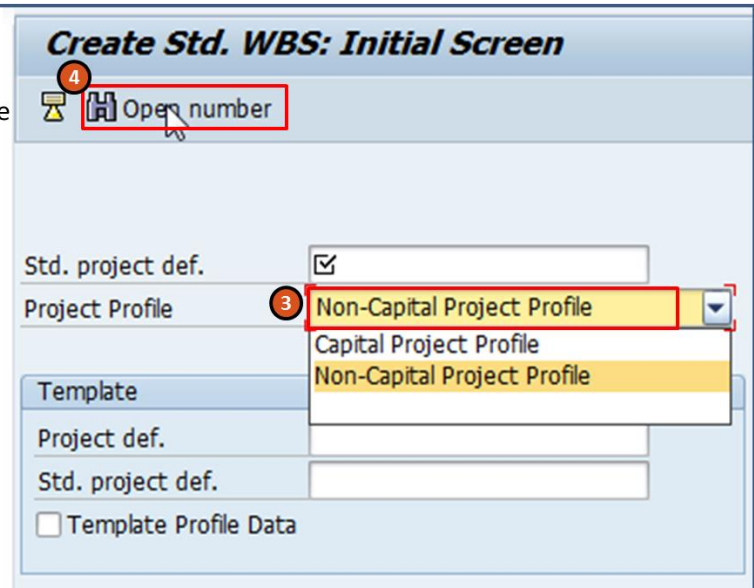 Create Std. WBS: Initial Screen
4
e
Open number
Std. project def.
Project Profile 3 Non-Capital Project Profile
Capital Project Profile
Non-Capital Project Profile
Template
Project def.
Std. project def.
Template Profile Data